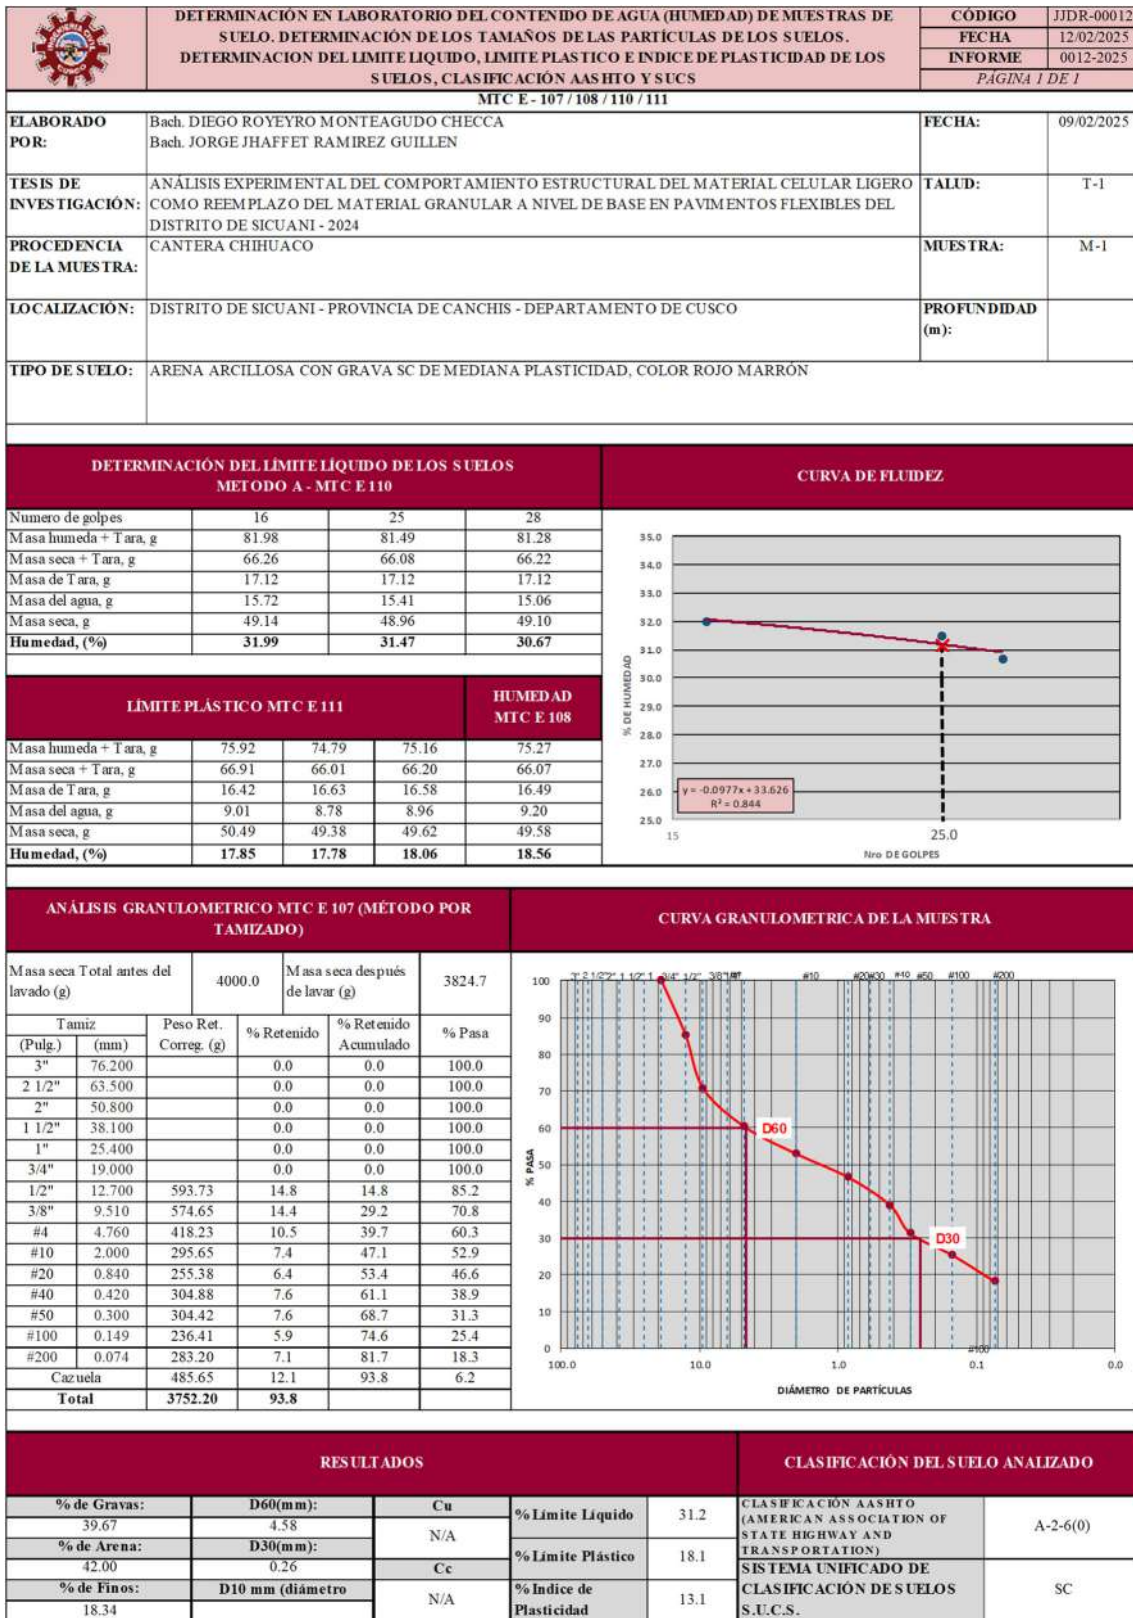 INGENIERIA CIVIL
CUSCO
DETERMINACIÓN EN LABORATORIO DEL CONTENIDO DE AGUA (HUMEDAD) DE MUESTRAS DE
SUELO. DETERMINACIÓN DE LOS TAMAÑOS DE LAS PARTÍCULAS DE LOS SUELOS.
DETERMINACION DEL LIMITE LIQUIDO, LIMITE PLASTICO E INDICE DE PLASTICIDAD DE LOS
SUELOS, CLASIFICACIÓN AASHTO Y SUCS
CÓDIGO JJDR-00012
FECHA 12/02/2025
INFORME 0012-2025
PÁGINA 1 DE 1
MTC E - 107 / 108 / 110 / 111
ELABORADO POR: Bach. DIEGO ROYEYRO MONTEAGUDO CHECCA
Bach. JORGE JHAFFET RAMIREZ GUILLEN
FECHA: 09/02/2025
TESIS DE INVESTIGACIÓN: ANÁLISIS EXPERIMENTAL DEL COMPORTAMIENTO ESTRUCTURAL DEL MATERIAL CELULAR LIGERO
COMO REEMPLAZO DEL MATERIAL GRANULAR A NIVEL DE BASE EN PAVIMENTOS FLEXIBLES DEL
DISTRITO DE SICUANI - 2024
TALUD: T-1
PROCEDENCIA DE LA MUESTRA: CANTERA CHIHUACO
MUESTRA: M-1
LOCALIZACIÓN: DISTRITO DE SICUANI - PROVINCIA DE CANCHIS - DEPARTAMENTO DE CUSCO
PROFUNDIDAD (m):
TIPO DE SUELO: ARENA ARCILLOSA CON GRAVA SC DE MEDIANA PLASTICIDAD, COLOR ROJO MARRÓN
DETERMINACIÓN DEL LÍMITE LÍQUIDO DE LOS SUELOS
METODO A - MTC E 110
Numero de golpes 16 25 28
Masa humeda + Tara, g 81.98 81.49 81.28
Masa seca + Tara, g 66.26 66.08 66.22
Masa de Tara, g 17.12 17.12 17.12
Masa del agua, g 15.72 15.41 15.06
Masa seca, g 49.14 48.96 49.10
Humedad, (%) 31.99 31.47 30.67
LÍMITE PLÁSTICO MTC E 111
HUMEDAD
MTC E 108
Masa humeda + Tara, g 75.92 74.79 75.16 75.27
Masa seca + Tara, g 66.91 66.01 66.20 66.07
Masa de Tara, g 16.42 16.63 16.58 16.49
Masa del agua, g 9.01 8.78 8.96 9.20
Masa seca, g 50.49 49.38 49.62 49.58
Humedad, (%) 17.85 17.78 18.06 18.56
CURVA DE FLUIDEZ
35.0
34.0
33.0
32.0
31.0
30.0
29.0
28.0
27.0
26.0
25.0
% DE HUMEDAD
y = -0.0977x + 33.626
R² = 0.844
15 25.0
Nro DE GOLPES
ANÁLISIS GRANULOMETRICO MTC E 107 (MÉTODO POR
TAMIZADO)
Masa seca Total antes del lavado (g) 4000.0 Masa seca después de lavar (g) 3824.7
Tamiz Peso Ret. Correg. (g) % Retenido % Retenido Acumulado % Pasa
(Pulg.) (mm)
3" 76.200 0.0 0.0 100.0
2 1/2" 63.500 0.0 0.0 100.0
2" 50.800 0.0 0.0 100.0
1 1/2" 38.100 0.0 0.0 100.0
1" 25.400 0.0 0.0 100.0
3/4" 19.000 0.0 0.0 100.0
1/2" 12.700 593.73 14.8 14.8 85.2
3/8" 9.510 574.65 14.4 29.2 70.8
#4 4.760 418.23 10.5 39.7 60.3
#10 2.000 295.65 7.4 47.1 52.9
#20 0.840 255.38 6.4 53.4 46.6
#40 0.420 304.88 7.6 61.1 38.9
#50 0.300 304.42 7.6 68.7 31.3
#100 0.149 236.41 5.9 74.6 25.4
#200 0.074 283.20 7.1 81.7 18.3
Cazuela 485.65 12.1 93.8 6.2
Total 3752.20 93.8
CURVA GRANULOMETRICA DE LA MUESTRA
3" 2 1/2" 2" 1 1/2" 1 3/4" 1/2" #10 #20 #30 #40 #50 #100 #200
100
90
80
70
60
50
40
30
20
10
0
% PASA
D60
D30
#100
100.0 10.0 1.0 0.1 0.0
DIÁMETRO DE PARTÍCULAS
RESULTADOS
% de Gravas: D60(mm): Cu
39.67 4.58 N/A
% de Arena: D30(mm): Cc
42.00 0.26 N/A
% de Finos: D10 mm (diámetro
18.34
% Límite Líquido 31.2
% Límite Plástico 18.1
% Indice de Plasticidad 13.1
CLASIFICACIÓN DEL SUELO ANALIZADO
CLASIFICACIÓN AASHTO
(AMERICAN ASSOCIATION OF
STATE HIGHWAY AND
TRANSPORTATION)
A-2-6(0)
SISTEMA UNIFICADO DE
CLASIFICACIÓN DE SUELOS
S.U.C.S.
SC